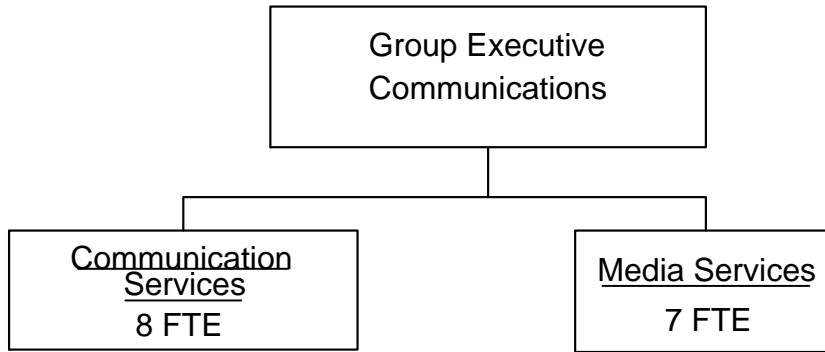 Group Executive
Communications
Communication
Services
8 FTE
Media Services
7 FTE